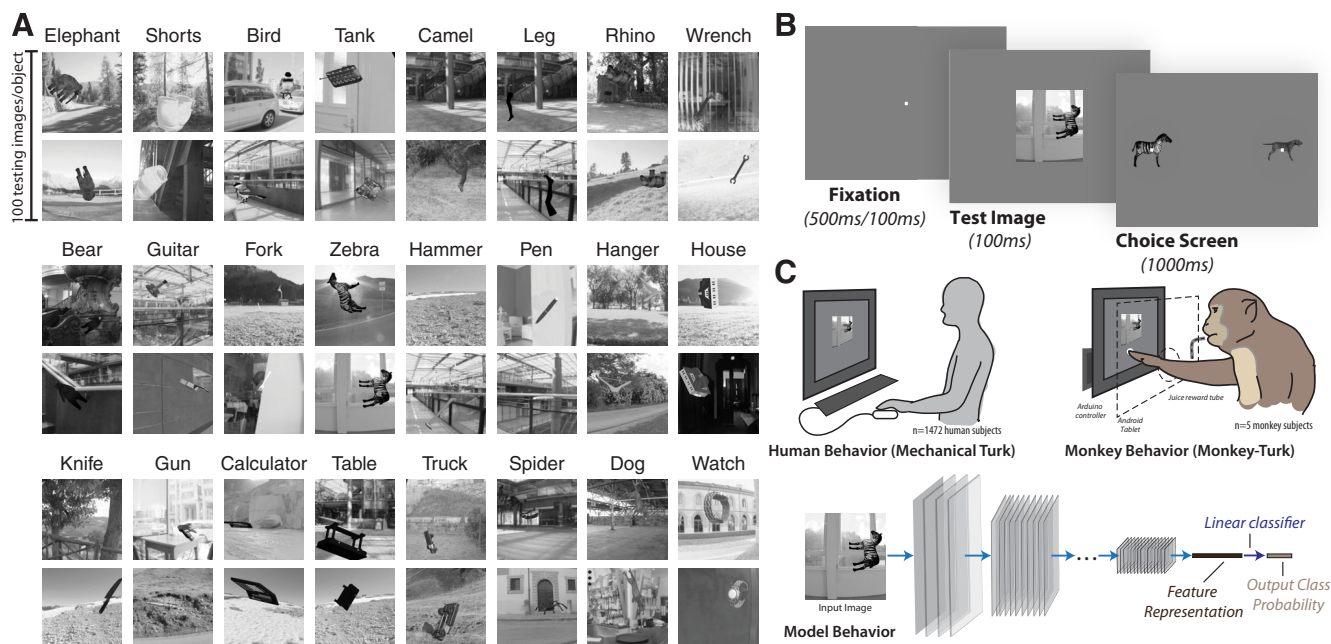 A
Elephant Shorts Bird Tank Camel Leg Rhino Wrench
100 testing images/object
Bear Guitar Fork Zebra Hammer Pen Hanger House
Knife Gun Calculator Table Truck Spider Dog Watch
B
Fixation
(500ms/100ms)
Test Image
(100ms)
Choice Screen
(1000ms)
C
n=1472 human subjects
Human Behavior (Mechanical Turk)
Arduino
controller
Android
Tablet
Juice reward tube
n=5 monkey subjects
Monkey Behavior (Monkey-Turk)
Input Image
Model Behavior
Linear classifier
Feature
Representation
Output Class
Probability